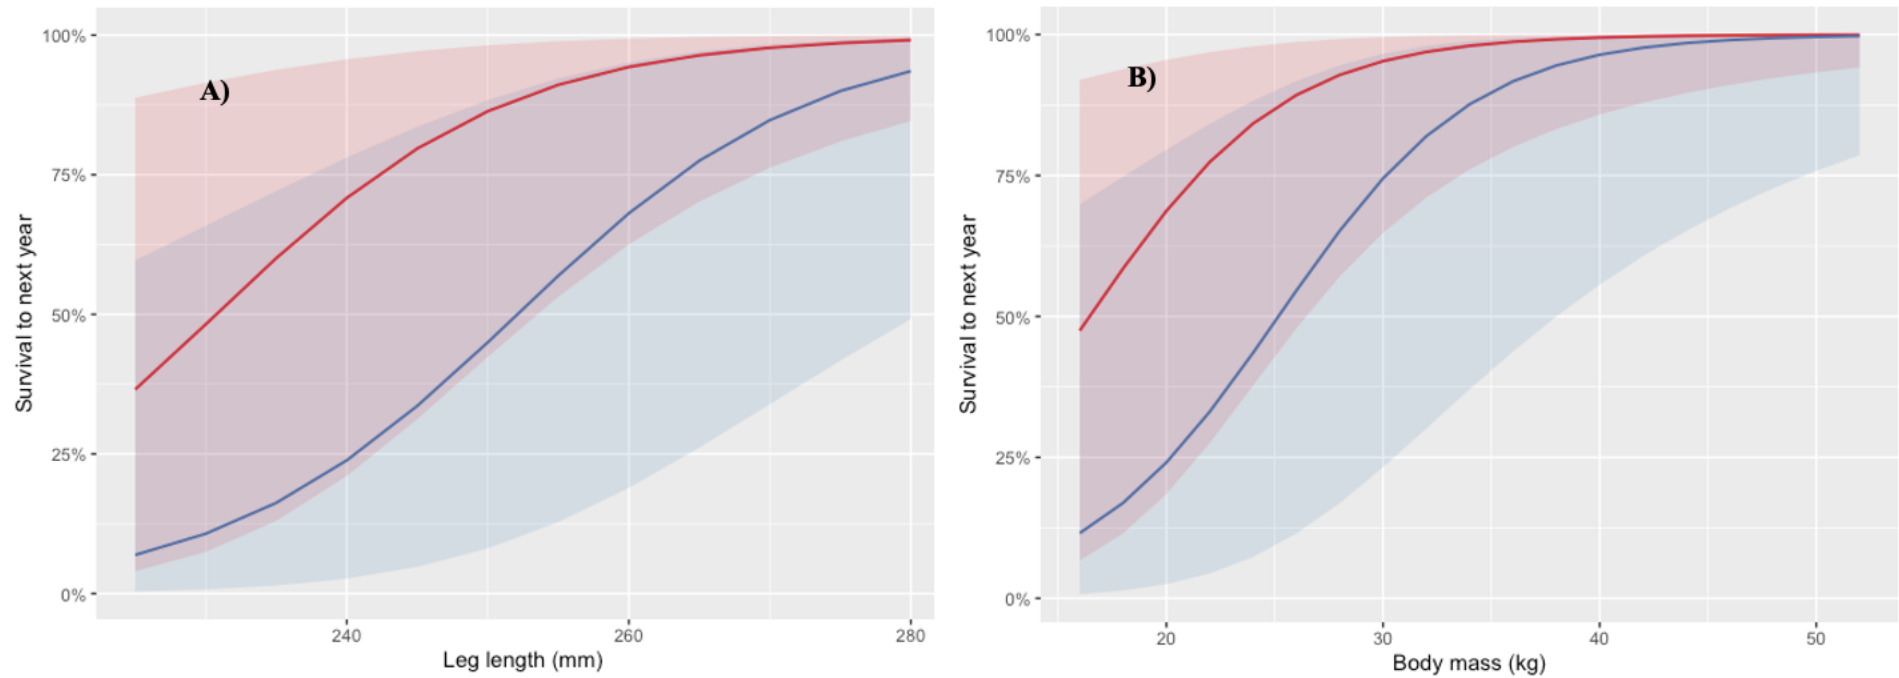 A)
100%
75%
50%
25%
0%
Survival to next year
240
260
280
Leg length (mm)
B)
100%
75%
50%
25%
0%
Survival to next year
20
30
40
50
Body mass (kg)